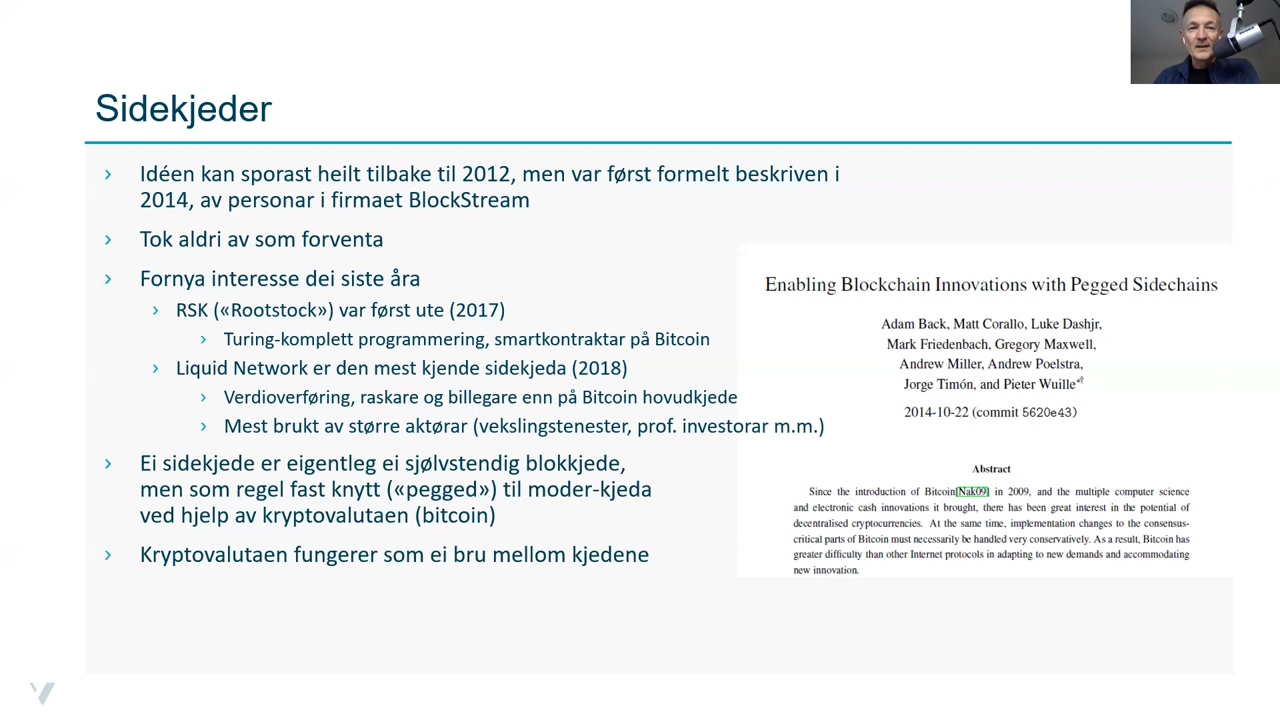 Sidekjeder
› Idéen kan sporast heilt tilbake til 2012, men var først formelt beskriven i
2014, av personar i firmaet BlockStream
› Tok aldri av som forventa
› Fornya interesse dei siste åra
› RSK («Rootstock») var først ute (2017)
› Turing-komplett programmering, smartkontraktar på Bitcoin
› Liquid Network er den mest kjende sidekjeda (2018)
› Verdioverføring, raskare og billegare enn på Bitcoin hovudkjede
› Mest brukt av større aktørar (vekslingstenester, prof. investorar m.m.)
› Ei sidekjede er eigentleg ei sjølvstendig blokkjede,
men som regel fast knytt («pegged») til moder-kjeda
ved hjelp av kryptovalutaen (bitcoin)
› Kryptovalutaen fungerer som ei bru mellom kjedene
Enabling Blockchain Innovations with Pegged Sidechains
Adam Back, Matt Corallo, Luke Dashjr,
Mark Friedenbach, Gregory Maxwell,
Andrew Miller, Andrew Poelstra,
Jorge Timón, and Pieter Wuille*†
2014-10-22 (commit 5620e43)
Abstract
Since the introduction of Bitcoin[Nak09] in 2009, and the multiple computer science
and electronic cash innovations it brought, there has been great interest in the potential of
decentralised cryptocurrencies. At the same time, implementation changes to the consensus-
critical parts of Bitcoin must necessarily be handled very conservatively. As a result, Bitcoin has
greater difficulty than other Internet protocols in adapting to new demands and accommodating
new innovation.